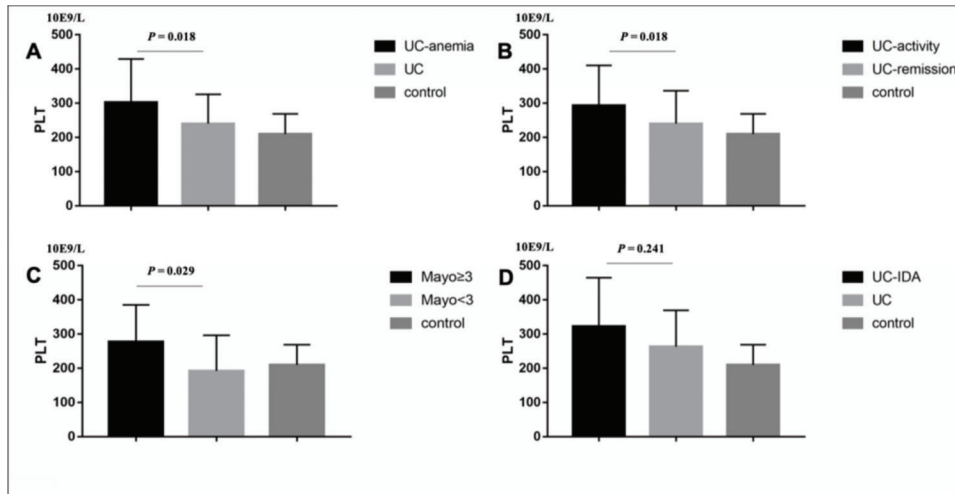 10E9/L
A
P = 0.018
UC-anemia
UC
control
PLT
500
400
300
200
100
0
10E9/L
B
P = 0.018
UC-activity
UC-remission
control
PLT
500
400
300
200
100
0
10E9/L
C
P = 0.029
Mayo≥3
Mayo<3
control
PLT
500
400
300
200
100
0
10E9/L
D
P = 0.241
UC-IDA
UC
control
PLT
500
400
300
200
100
0